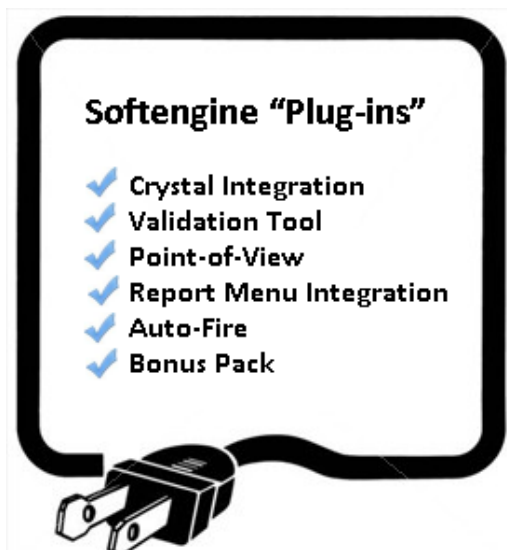 Softengine “Plug-ins”
Crystal Integration
Validation Tool
Point-of-View
Report Menu Integration
Auto-Fire
Bonus Pack